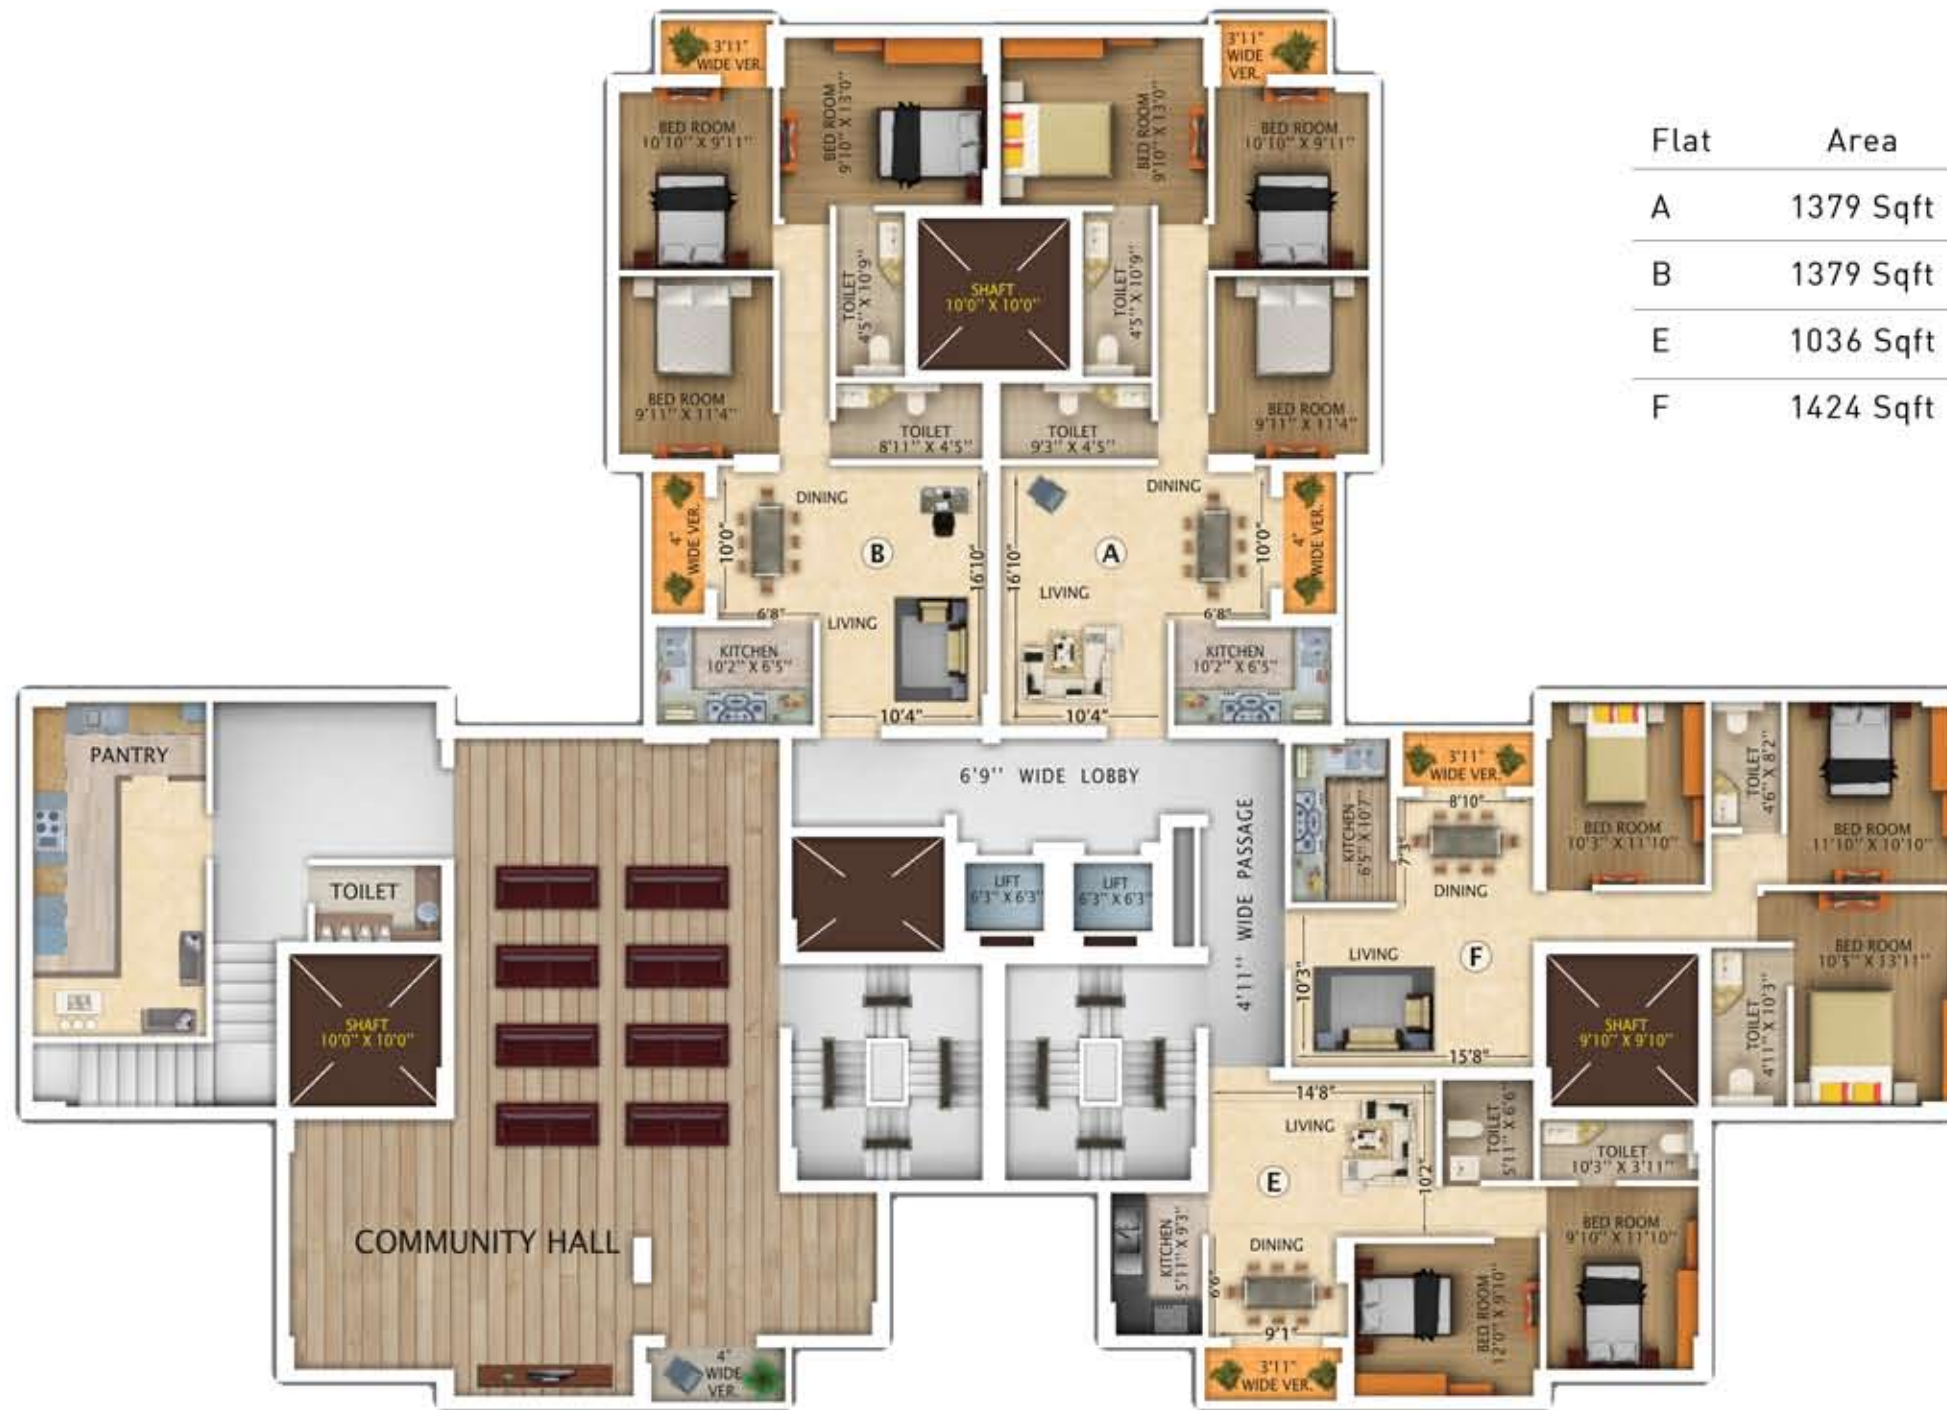 3'11"
WIDE VER.
3'11"
WIDE
VER.
BED ROOM
10'10" X 9'11"
BED ROOM
9'10" X 13'0"
BED ROOM
9'10" X 13'0"
BED ROOM
10'10" X 9'11"
Flat Area
A 1379 Sqft
B 1379 Sqft
E 1036 Sqft
F 1424 Sqft
TOILET
4'5" X 10'9"
SHAFT
10'0" X 10'0"
TOILET
4'5" X 10'9"
BED ROOM
9'11" X 11'4"
BED ROOM
9'11" X 11'4"
TOILET
8'11" X 4'5"
TOILET
9'3" X 4'5"
4"
WIDE VER.
10'0"
DINING
B
16'10"
6'8"
LIVING
KITCHEN
10'2" X 6'5"
10'4"
DINING
A
16'10"
10'0"
4"
WIDE VER.
LIVING
6'8"
KITCHEN
10'2" X 6'5"
10'4"
PANTRY
TOILET
SHAFT
10'0" X 10'0"
COMMUNITY HALL
4"
WIDE
VER.
6'9" WIDE LOBBY
4'11" WIDE PASSAGE
LIFT
6'3" X 6'3"
LIFT
6'3" X 6'3"
KITCHEN
6'5" X 10'7"
3'11"
WIDE VER.
8'10"
7'3"
DINING
BED ROOM
10'3" X 11'10"
TOILET
4'6" X 8'2"
BED ROOM
11'10" X 10'10"
LIVING
F
10'3"
15'8"
SHAFT
9'10" X 9'10"
BED ROOM
10'5" X 13'11"
TOILET
4'11" X 10'3"
14'8"
LIVING
10'2"
E
TOILET
5'11" X 6'6"
TOILET
10'3" X 3'11"
KITCHEN
5'11" X 9'3"
DINING
6'6"
9'1"
3'11"
WIDE VER.
BED ROOM
12'0" X 9'10"
BED ROOM
9'10" X 11'10"